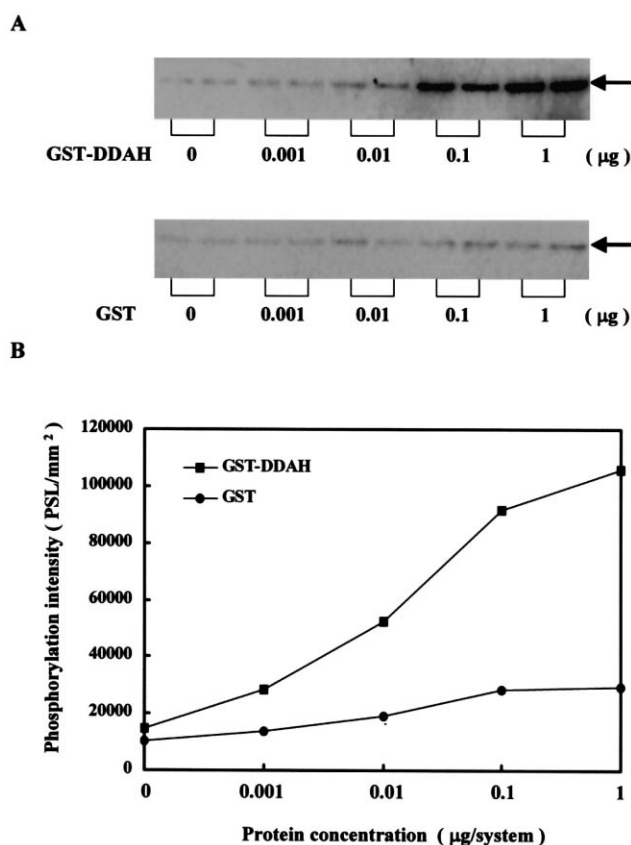 A
GST-DDAH 0 0.001 0.01 0.1 1 ( μg)
GST 0 0.001 0.01 0.1 1 ( μg)
B
120000
100000
80000
60000
40000
20000
0
Phosphorylation intensity ( PSL/mm ² )
GST-DDAH
GST
0 0.001 0.01 0.1 1
Protein concentration ( μg/system )